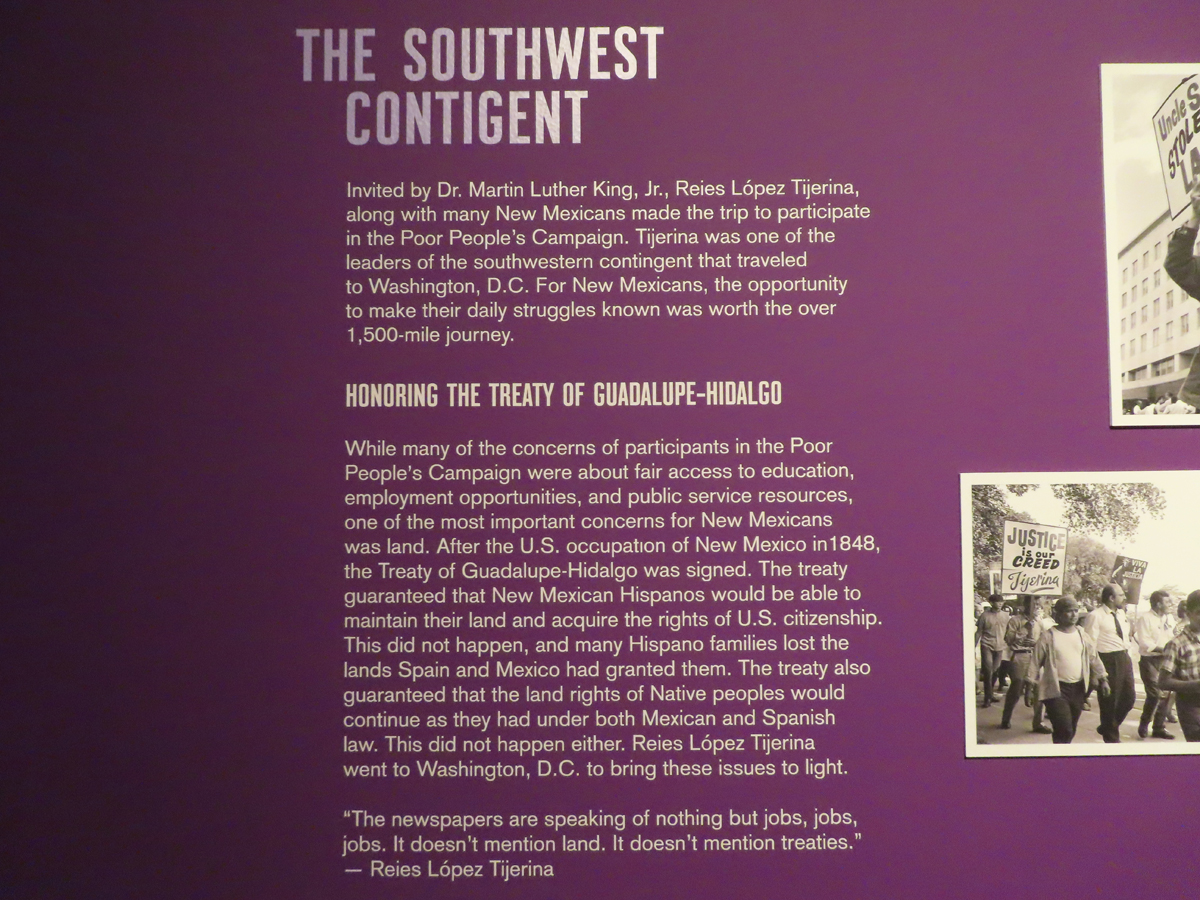 THE SOUTHWEST
CONTIGENT
Invited by Dr. Martin Luther King, Jr., Reies López Tijerina,
along with many New Mexicans made the trip to participate
in the Poor People's Campaign. Tijerina was one of the
leaders of the southwestern contingent that traveled
to Washington, D.C. For New Mexicans, the opportunity
to make their daily struggles known was worth the over
1,500-mile journey.
HONORING THE TREATY OF GUADALUPE-HIDALGO
While many of the concerns of participants in the Poor
People's Campaign were about fair access to education,
employment opportunities, and public service resources,
one of the most important concerns for New Mexicans
was land. After the U.S. occupation of New Mexico in1848,
the Treaty of Guadalupe-Hidalgo was signed. The treaty
guaranteed that New Mexican Hispanos would be able to
maintain their land and acquire the rights of U.S. citizenship.
This did not happen, and many Hispano families lost the
lands Spain and Mexico had granted them. The treaty also
guaranteed that the land rights of Native peoples would
continue as they had under both Mexican and Spanish
law. This did not happen either. Reies López Tijerina
went to Washington, D.C. to bring these issues to light.
“The newspapers are speaking of nothing but jobs, jobs,
jobs. It doesn't mention land. It doesn't mention treaties.”
— Reies López Tijerina
Uncle S
STOLE
LA
JUSTICE
is our
CREED
Tijerina
VIVA
LA
JUSTICIA